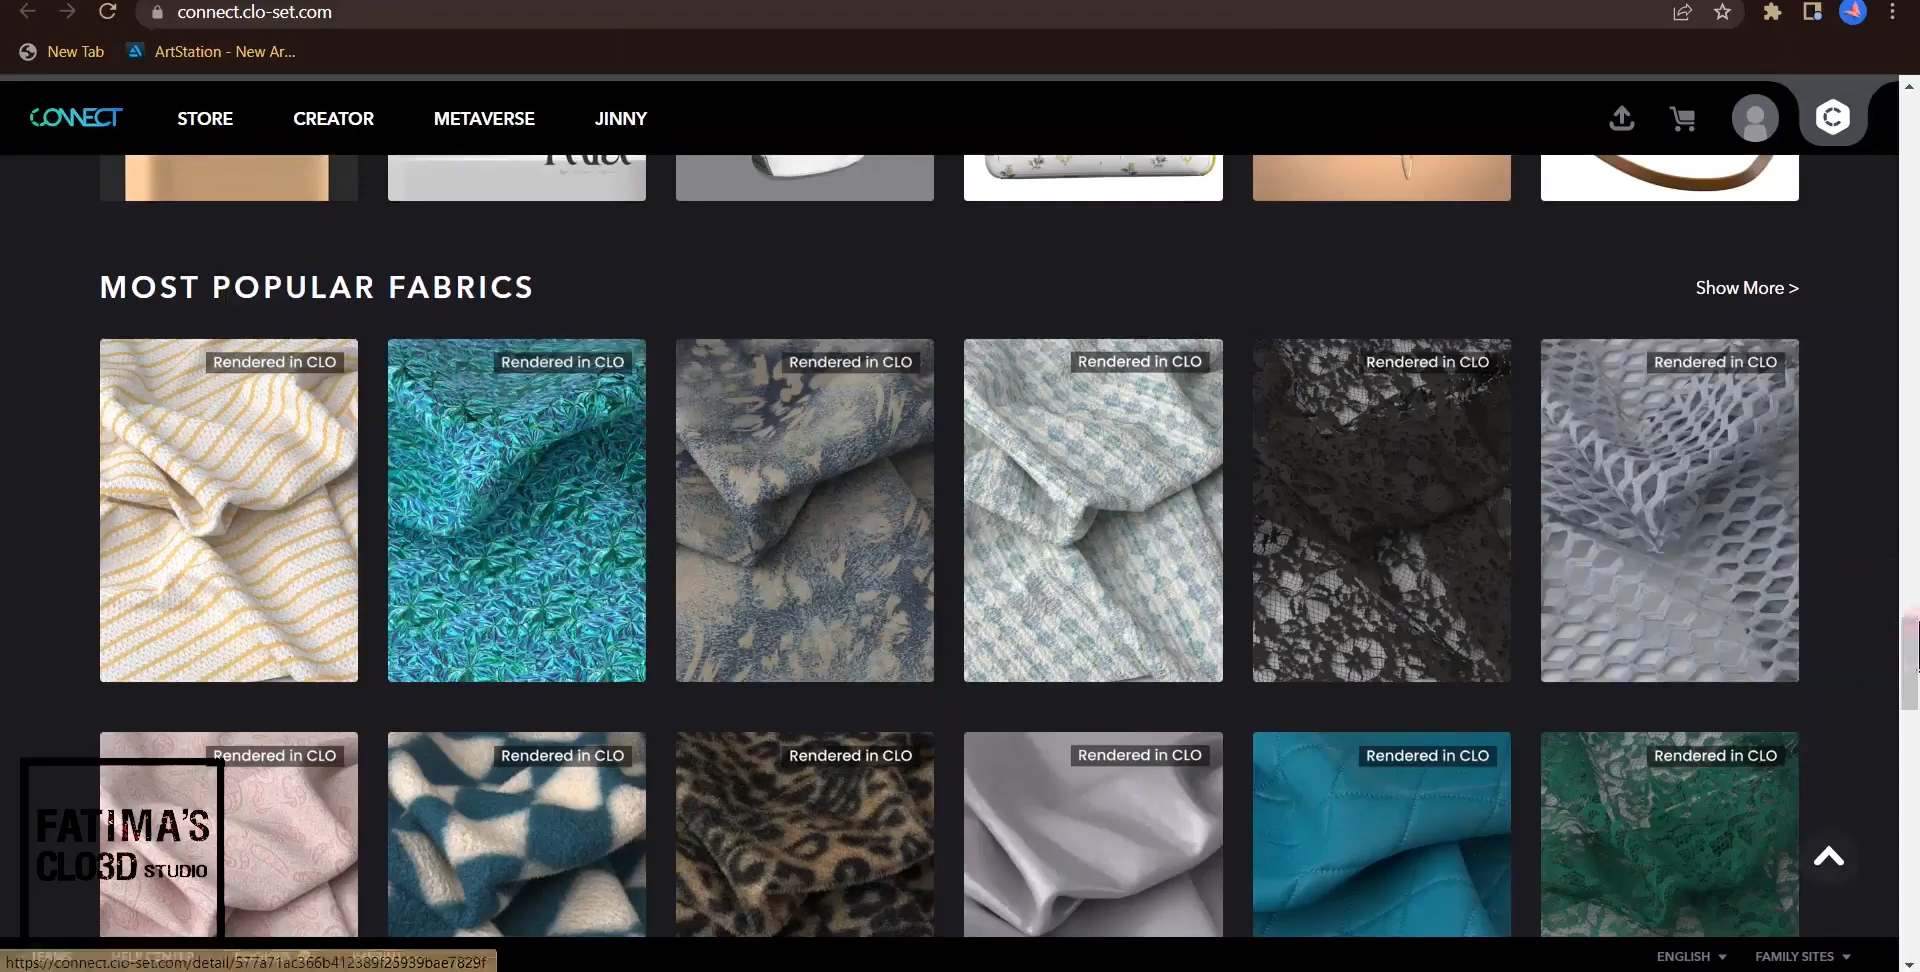 connect.clo-set.com
New Tab
ArtStation - New Ar...
CONNECT
STORE
CREATOR
METAVERSE
JINNY
MOST POPULAR FABRICS
Show More >
Rendered in CLO
Rendered in CLO
Rendered in CLO
Rendered in CLO
Rendered in CLO
Rendered in CLO
Rendered in CLO
Rendered in CLO
Rendered in CLO
Rendered in CLO
Rendered in CLO
Rendered in CLO
FATIMA'S
CLO3D STUDIO
https://connect.clo-set.com/detail/577a71ac366b412389f25939bae7829f
ENGLISH
FAMILY SITES